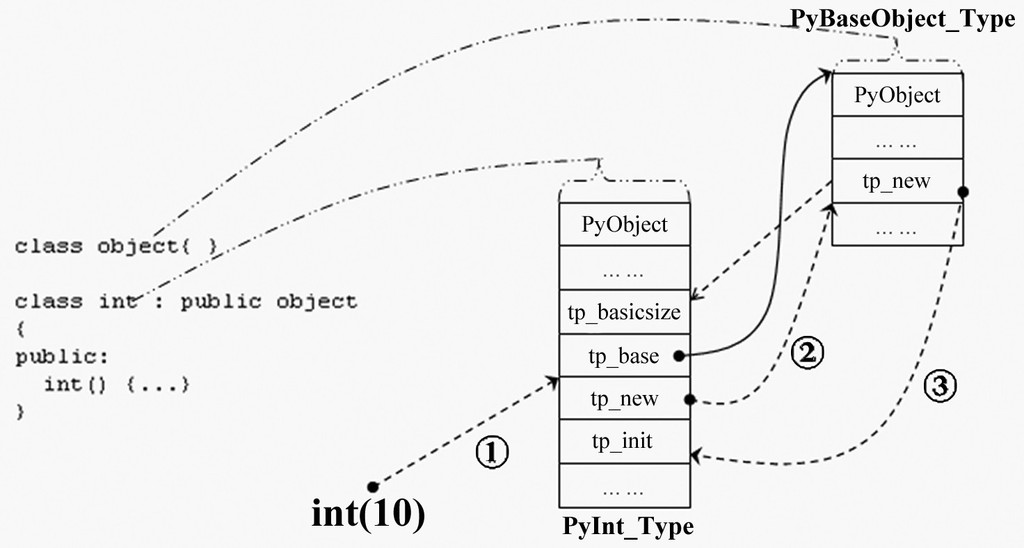 PyBaseObject_Type
PyObject
... ...
tp_new
... ...
class object{ }
class int : public object
{
public:
int() {...}
}
PyObject
... ...
tp_basicsize
tp_base
tp_new
tp_init
... ...
PyInt_Type
①
②
③
int(10)